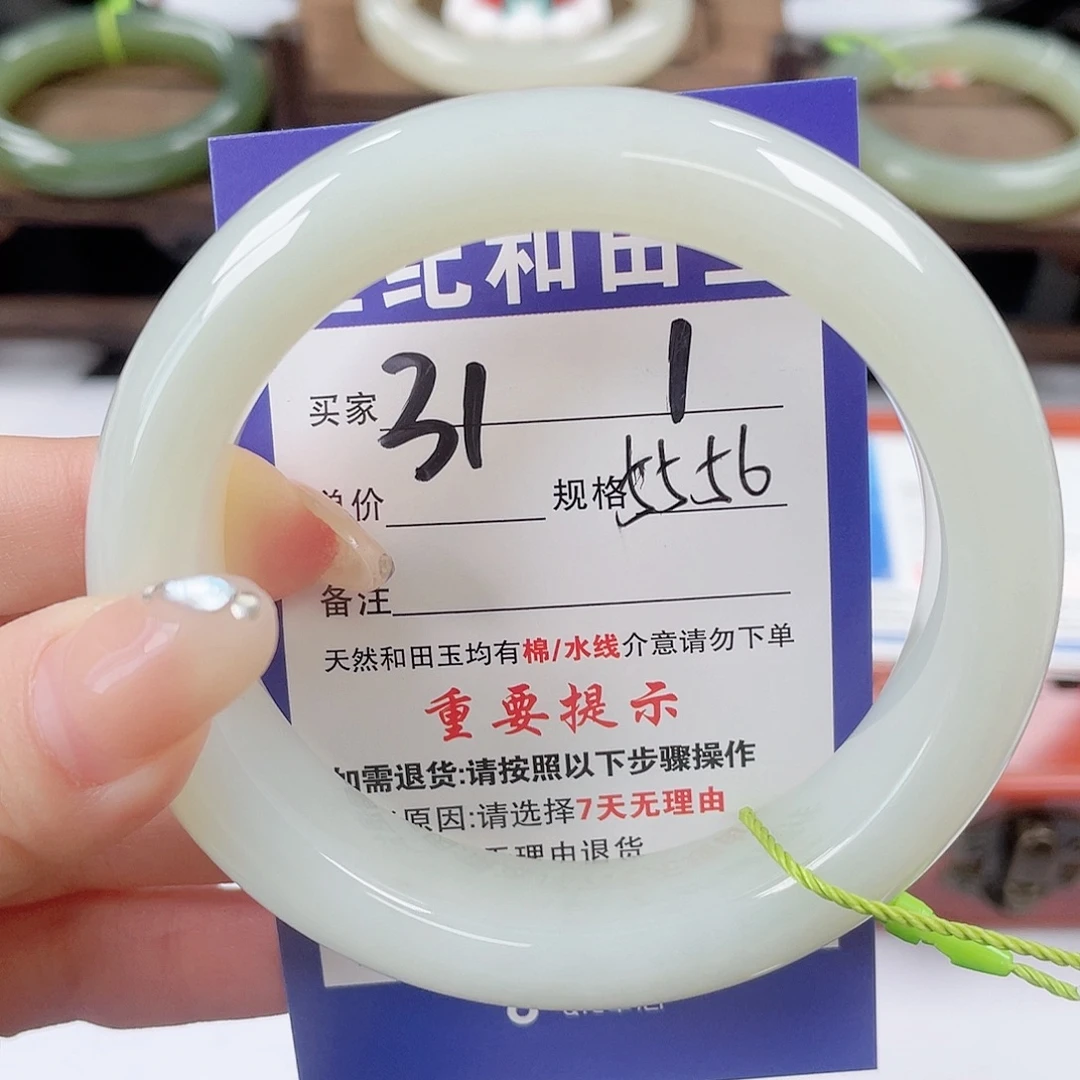 纪和田
买家 31 1
单价 规格 5556
备注
天然和田玉均有棉/水线介意请勿下单
重要提示
如需退货:请按照以下步骤操作
原因:请选择7天无理由
无理由退货